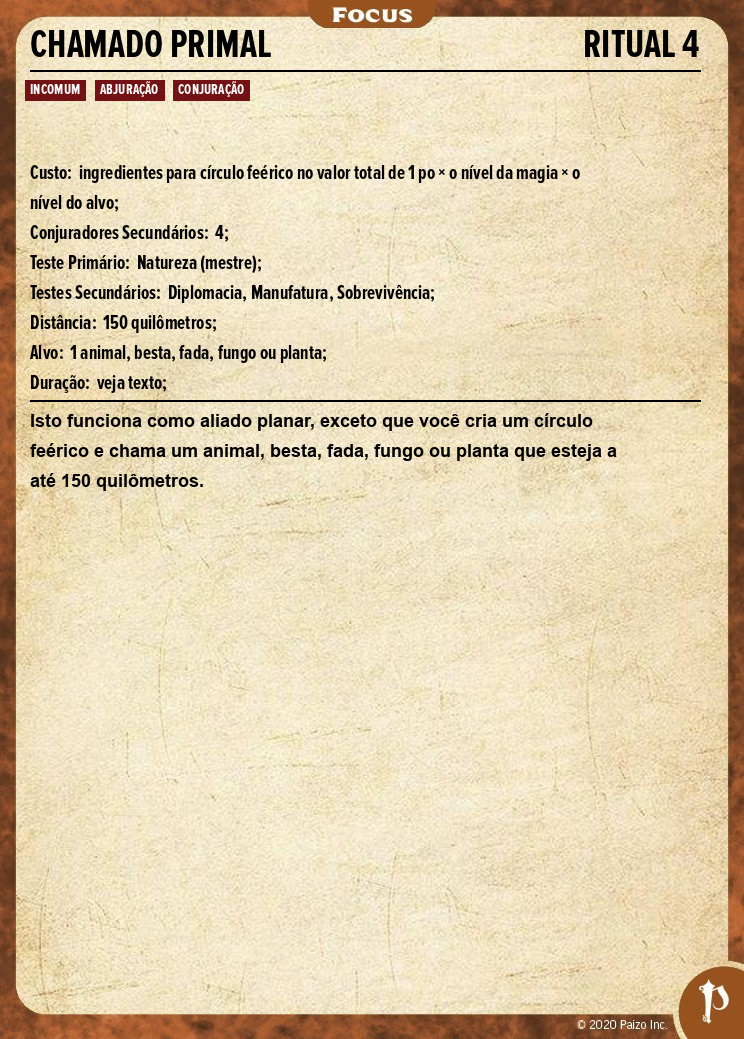 Focus
CHAMADO PRIMAL RITUAL 4
INCOMUM ABJURAÇÃO CONJURAÇÃO
Custo: ingredientes para círculo feérico no valor total de 1 po × o nível da magia × o
nível do alvo;
Conjuradores Secundários: 4;
Teste Primário: Natureza (mestre);
Testes Secundários: Diplomacia, Manufatura, Sobrevivência;
Distância: 150 quilômetros;
Alvo: 1 animal, besta, fada, fungo ou planta;
Duração: veja texto;
Isto funciona como aliado planar, exceto que você cria um círculo
feérico e chama um animal, besta, fada, fungo ou planta que esteja a
até 150 quilômetros.
© 2020 Paizo Inc.